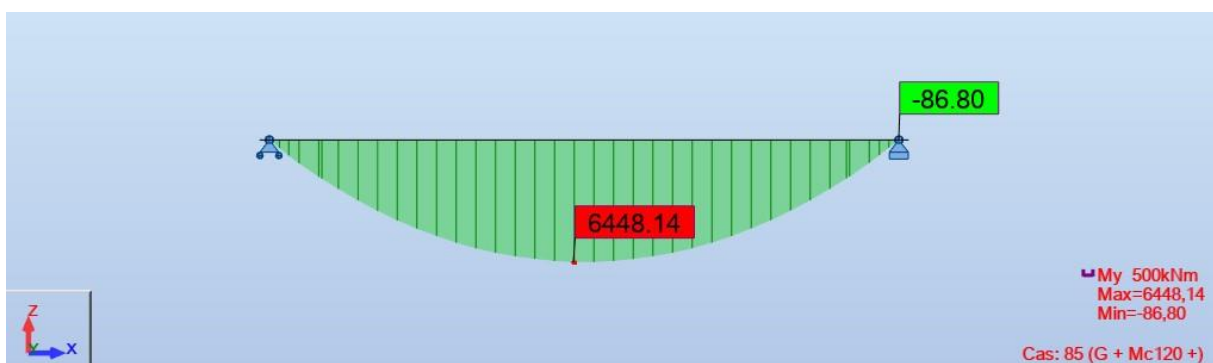 -86.80
6448.14
My 500kNm
Max=6448,14
Min=-86,80
Cas: 85 (G + Mc120 +)
Z
Y
X